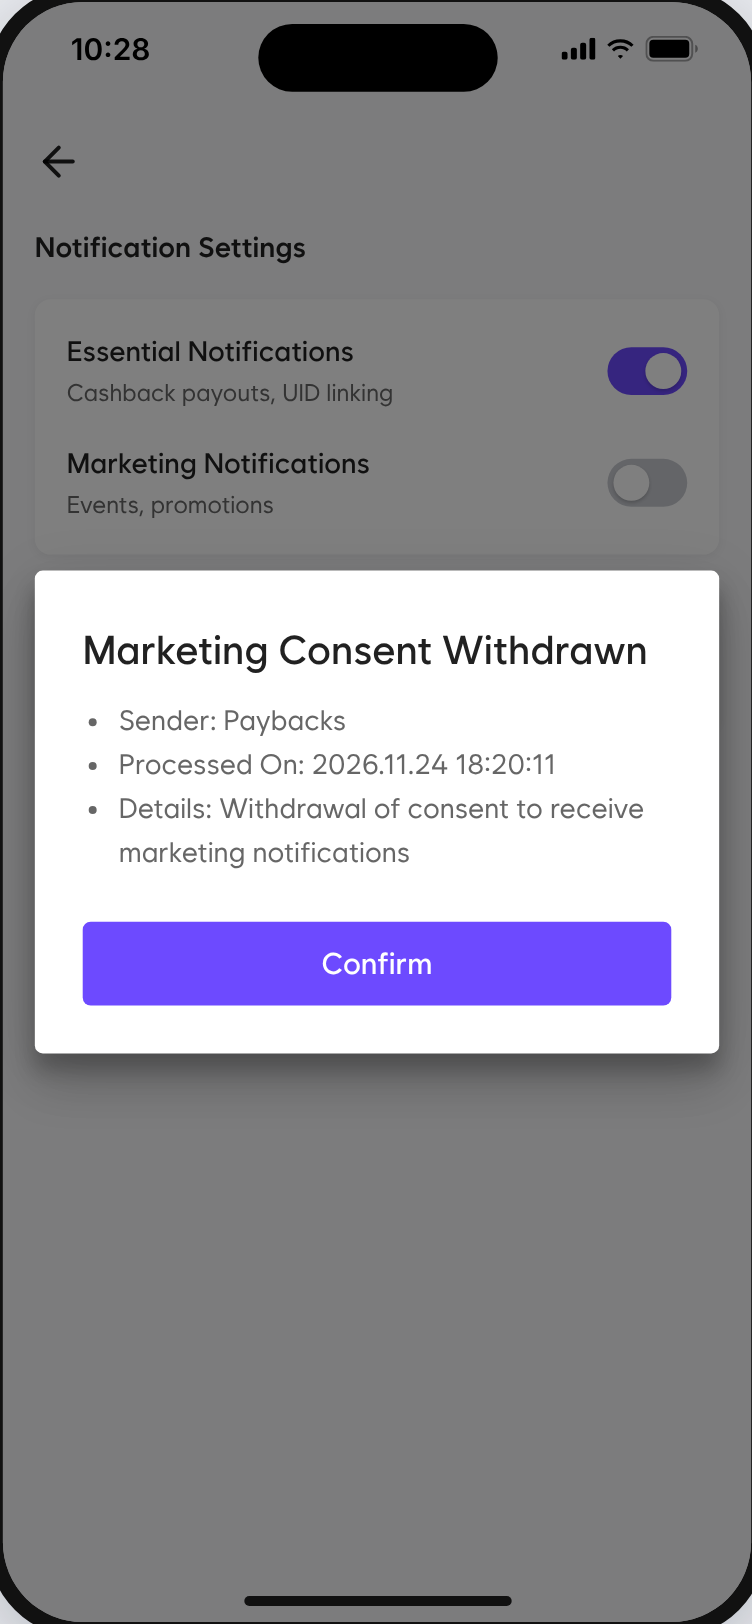 10:28
Notification Settings
Essential Notifications
Cashback payouts, UID linking
Marketing Notifications
Events, promotions
Marketing Consent Withdrawn
• Sender: Paybacks
• Processed On: 2026.11.24 18:20:11
• Details: Withdrawal of consent to receive
marketing notifications
Confirm